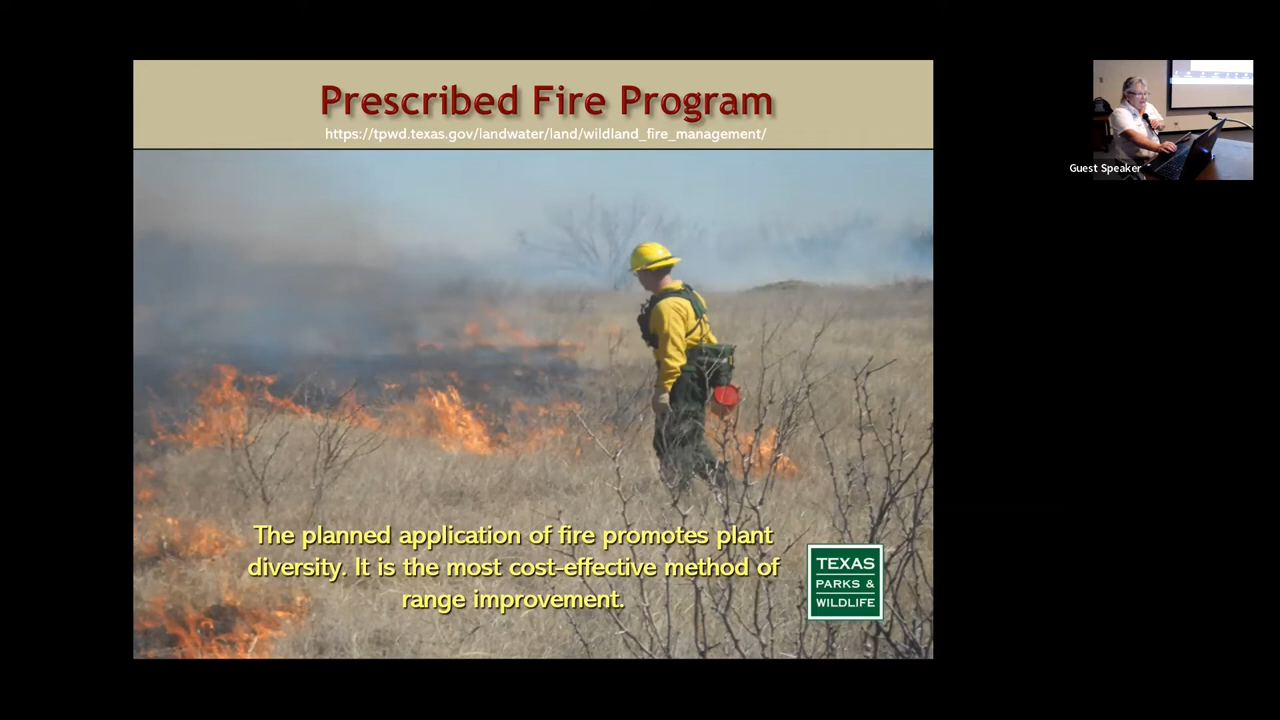 Prescribed Fire Program
https://tpwd.texas.gov/landwater/land/wildland_fire_management/
Guest Speaker
The planned application of fire promotes plant
diversity. It is the most cost-effective method of
range improvement.
TEXAS
PARKS &
WILDLIFE